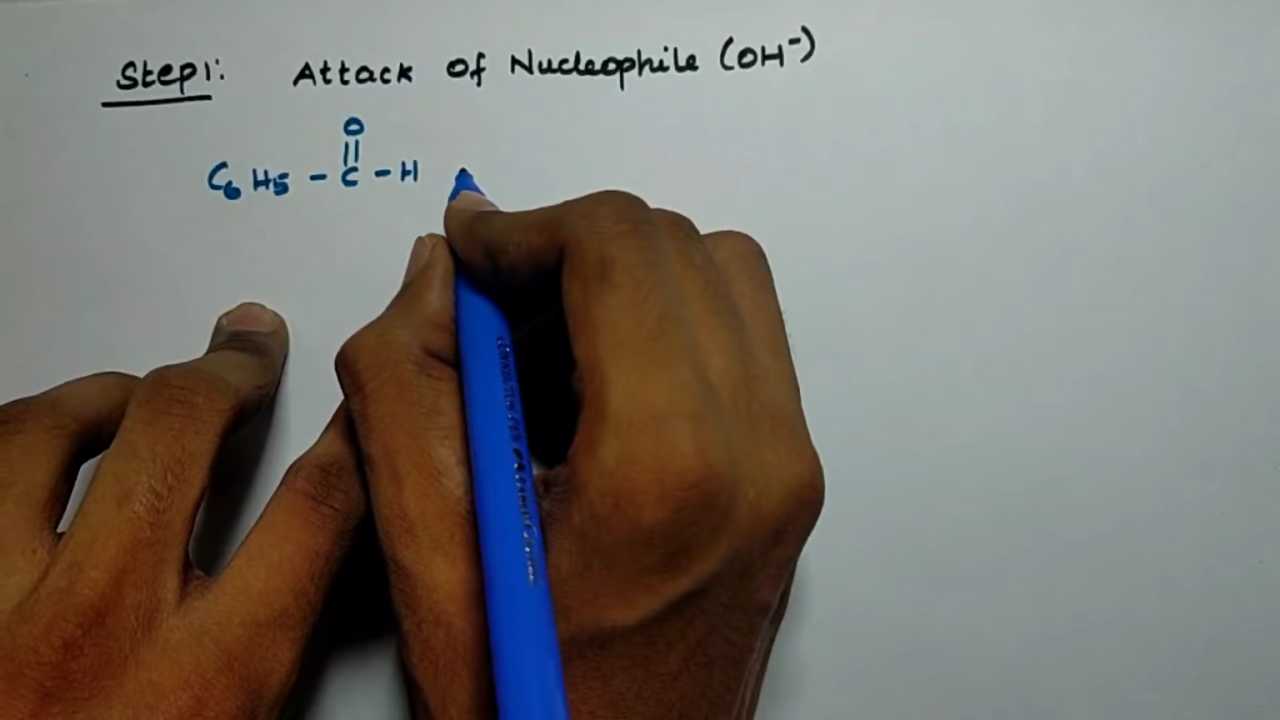 Step1: Attack of Nucleophile (OH⁻)
O
||
C₆H₅ - C - H